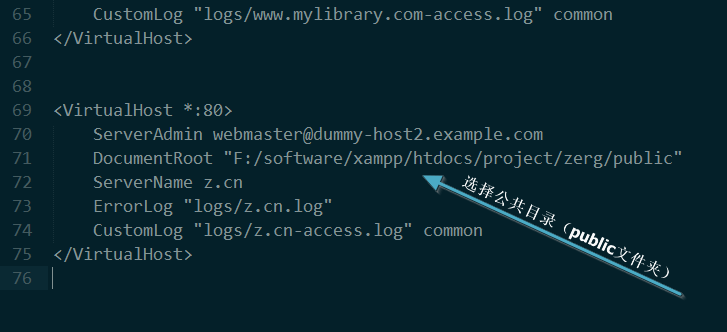 65 CustomLog "logs/www.mylibrary.com-access.log" common
66 </VirtualHost>
67
68
69 <VirtualHost *:80>
70 ServerAdmin webmaster@dummy-host2.example.com
71 DocumentRoot "F:/software/xampp/htdocs/project/zerg/public"
72 ServerName z.cn
73 ErrorLog "logs/z.cn.log"
74 CustomLog "logs/z.cn-access.log" common
75 </VirtualHost>
76
选择公共目录（public文件夹）